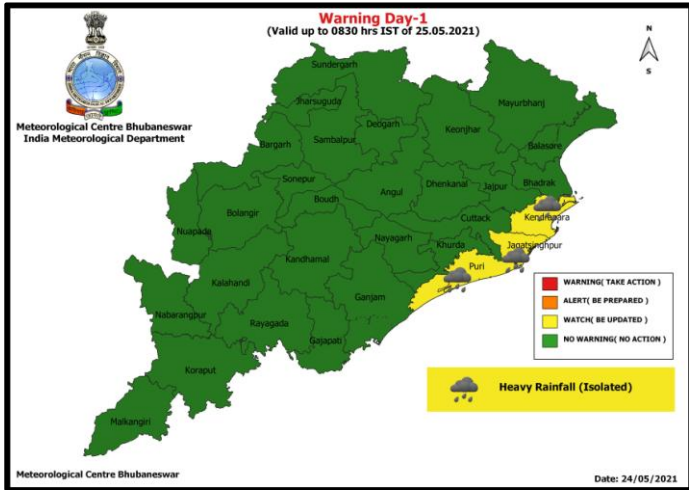 Warning Day-1
(Valid up to 0830 hrs IST of 25.05.2021)
N
S
Meteorological Centre Bhubaneswar
India Meteorological Department
Sundergarh
Jharsuguda
Mayurbhanj
Deogarh
Keonjhar
Sambalpur
Bargarh
Balasore
Sonepur
Angul
Dhenkanal
Jajpur
Bhadrak
Boudh
Bolangir
Cuttack
Kendrapara
Nuapada
Nayagarh
Khurda
Jagatsinghpur
Kandhamal
Puri
Kalahandi
Ganjam
Nabarangpur
Rayagada
Gajapati
Koraput
Malkangiri
WARNING( TAKE ACTION )
ALERT( BE PREPARED )
WATCH( BE UPDATED )
NO WARNING( NO ACTION )
Heavy Rainfall (Isolated)
Meteorological Centre Bhubaneswar
Date: 24/05/2021